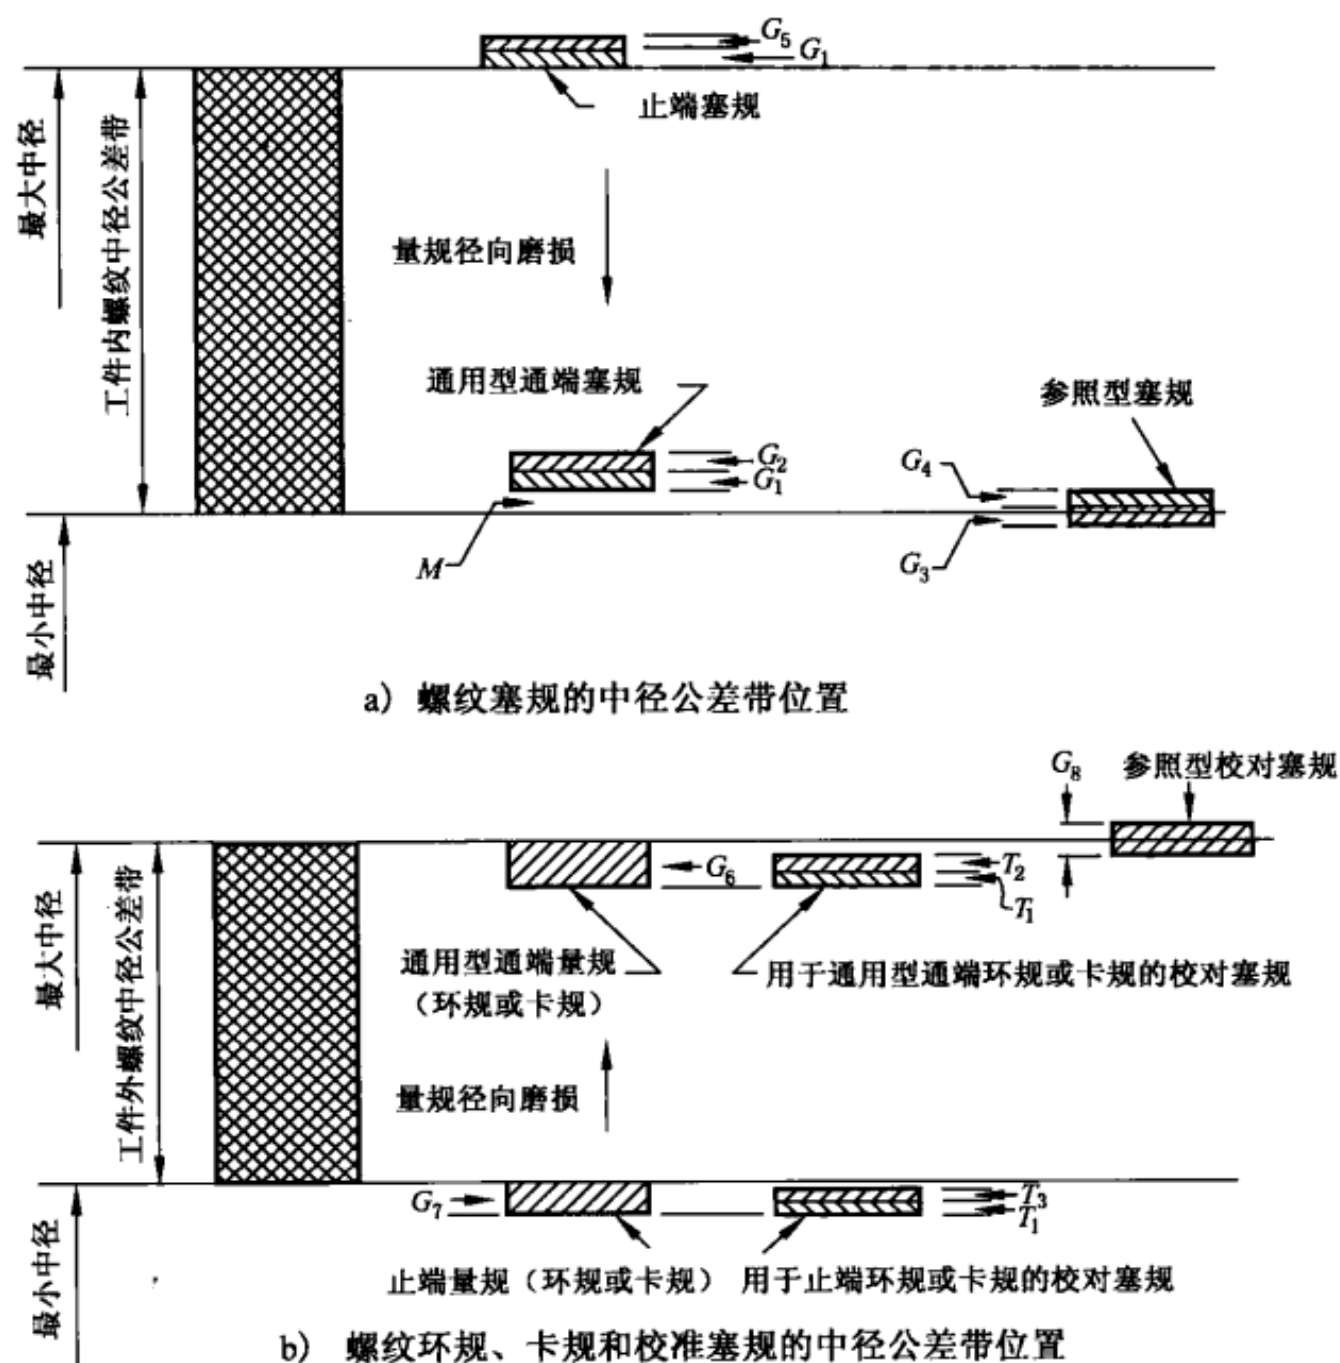 G₅
G₁
止端塞规
最大中径
工件内螺纹中径公差带
量规径向磨损
通用型通端塞规
参照型塞规
G₂
G₁
G₄
M
G₃
最小中径
a) 螺纹塞规的中径公差带位置
G₈
参照型校对塞规
G₆
T₂
T₁
最大中径
工件外螺纹中径公差带
通用型通端量规
（环规或卡规）
用于通用型通端环规或卡规的校对塞规
量规径向磨损
G₇
T₃
T₁
最小中径
止端量规（环规或卡规）
用于止端环规或卡规的校对塞规
b) 螺纹环规、卡规和校准塞规的中径公差带位置